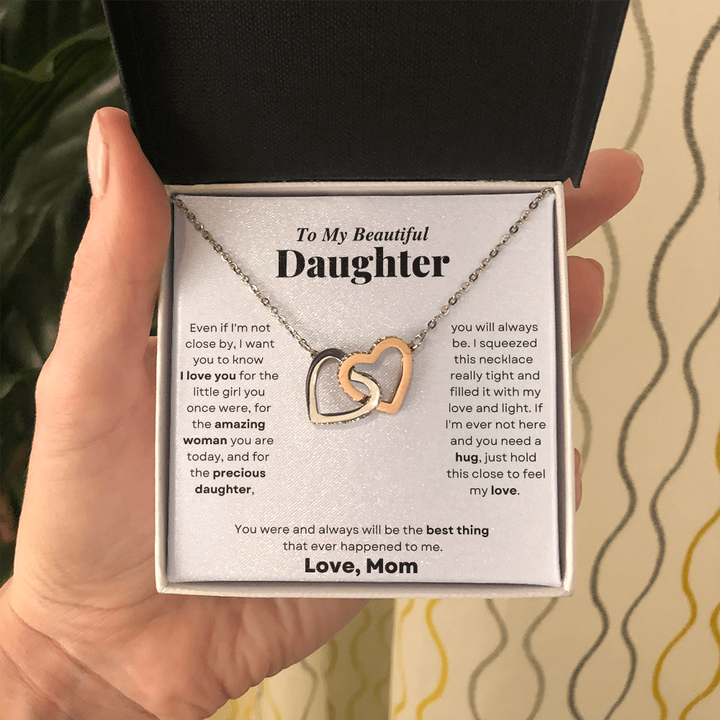 To My Beautiful
Daughter
Even if I'm not
close by, I want
you to know
I love you for the
little girl you
once were, for
the amazing
woman you are
today, and for
the precious
daughter,
you will always
be. I squeezed
this necklace
really tight and
filled it with my
love and light. If
I'm ever not here
and you need a
hug, just hold
this close to feel
my love.
You were and always will be the best thing
that ever happened to me.
Love, Mom